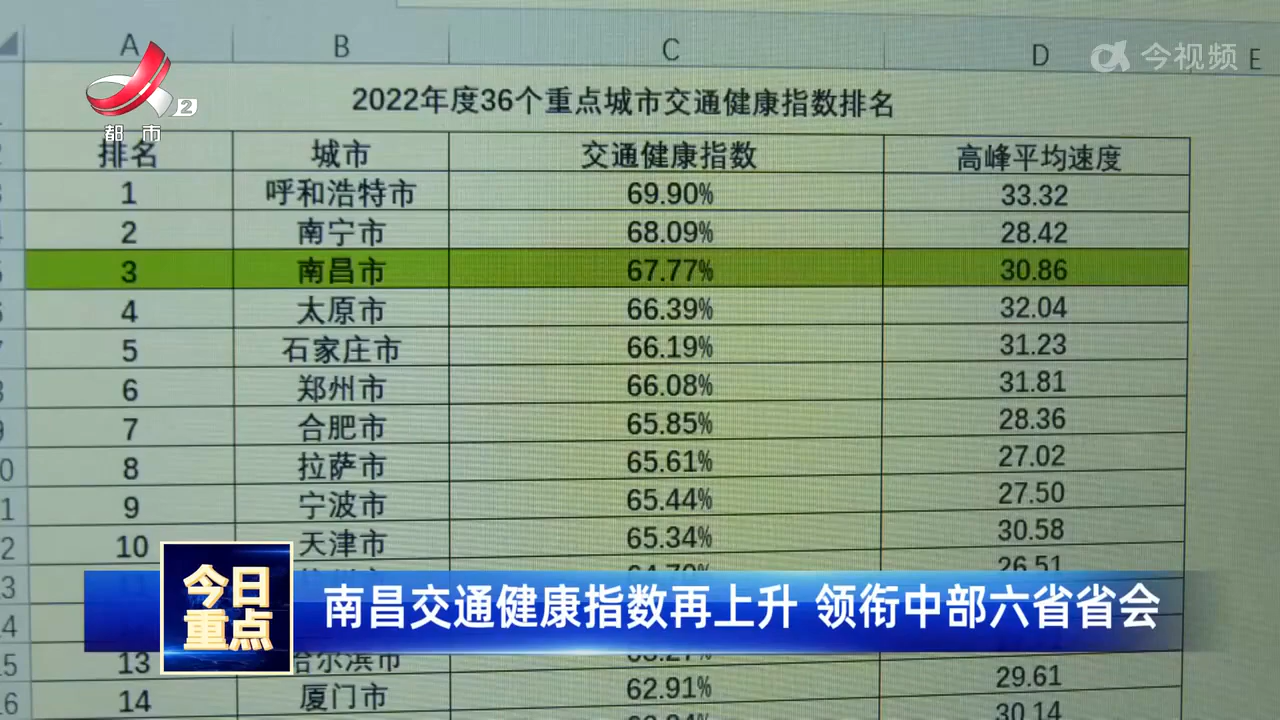 A B C D E
今视频
2
都市
2022年度36个重点城市交通健康指数排名
排名 城市 交通健康指数 高峰平均速度
1 呼和浩特市 69.90% 33.32
2 南宁市 68.09% 28.42
3 南昌市 67.77% 30.86
4 太原市 66.39% 32.04
5 石家庄市 66.19% 31.23
6 郑州市 66.08% 31.81
7 合肥市 65.85% 28.36
8 拉萨市 65.61% 27.02
9 宁波市 65.44% 27.50
10 天津市 65.34% 30.58
26.51
今日
重点
南昌交通健康指数再上升 领衔中部六省省会
13 哈尔滨市 29.61
14 厦门市 62.91% 30.14